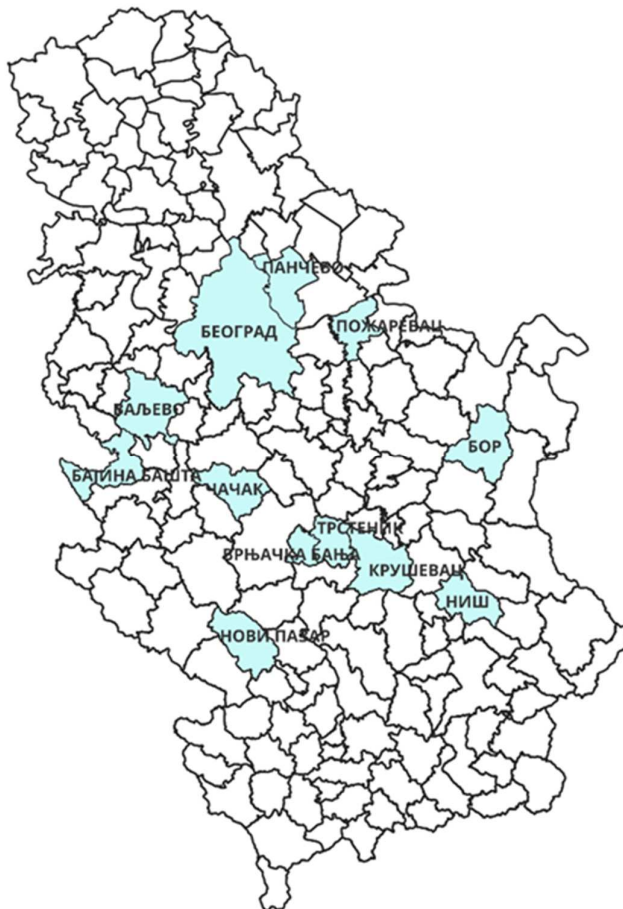 ПАНЧЕВО
БЕОГРАД
ПОЖАРЕВАЦ
ВАЉЕВО
БОР
БАЈИНА БАШТА
ЧАЧАК
ТРСТЕНИК
ВРЊАЧКА БАЊА
КРУШЕВАЦ
НИШ
НОВИ ПАЗАР